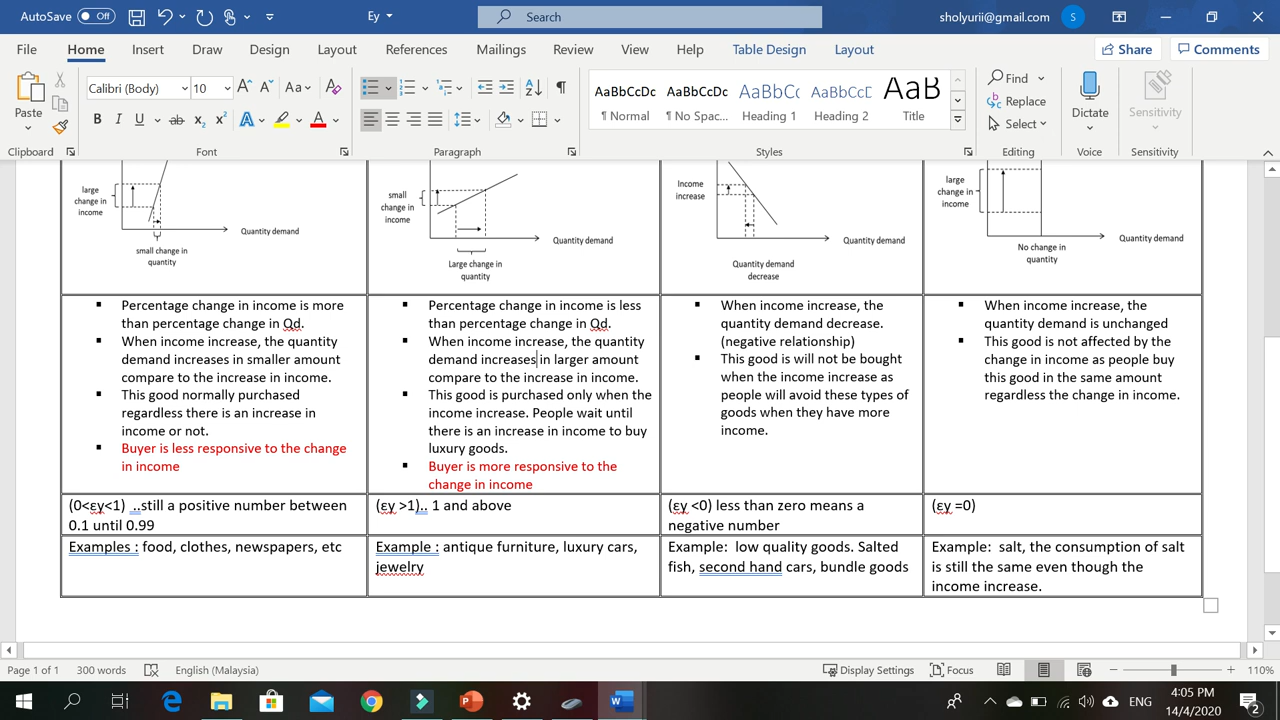 AutoSave Off Ey Search sholyurii@gmail.com S
File Home Insert Draw Design Layout References Mailings Review View Help Table Design Layout Share Comments
Paste Calibri (Body) 10 Aa AaBbCcDc AaBbCcDc AaBbCc AaBbCcD AaB Find Replace Select Dictate Sensitivity
¶ Normal ¶ No Spac... Heading 1 Heading 2 Title
Clipboard Font Paragraph Styles Editing Voice Sensitivity
large
change in
income
Quantity demand
small change in
quantity
small
change in
income
Quantity demand
Large change in
quantity
Income
increase
Quantity demand
Quantity demand
decrease
large
change in
income
Quantity demand
No change in
quantity
▪ Percentage change in income is more
than percentage change in Qd.
▪ When income increase, the quantity
demand increases in smaller amount
compare to the increase in income.
▪ This good normally purchased
regardless there is an increase in
income or not.
▪ Buyer is less responsive to the change
in income
▪ Percentage change in income is less
than percentage change in Qd.
▪ When income increase, the quantity
demand increases in larger amount
compare to the increase in income.
▪ This good is purchased only when the
income increase. People wait until
there is an increase in income to buy
luxury goods.
▪ Buyer is more responsive to the
change in income
▪ When income increase, the
quantity demand decrease.
(negative relationship)
▪ This good is will not be bought
when the income increase as
people will avoid these types of
goods when they have more
income.
▪ When income increase, the
quantity demand is unchanged
▪ This good is not affected by the
change in income as people buy
this good in the same amount
regardless the change in income.
(0<εy<1) ..still a positive number between
0.1 until 0.99
(εy >1).. 1 and above
(εy <0) less than zero means a
negative number
(εy =0)
Examples : food, clothes, newspapers, etc
Example : antique furniture, luxury cars,
jewelry
Example: low quality goods. Salted
fish, second hand cars, bundle goods
Example: salt, the consumption of salt
is still the same even though the
income increase.
Page 1 of 1 300 words English (Malaysia) Display Settings Focus 110%
ENG 4:05 PM
14/4/2020 2